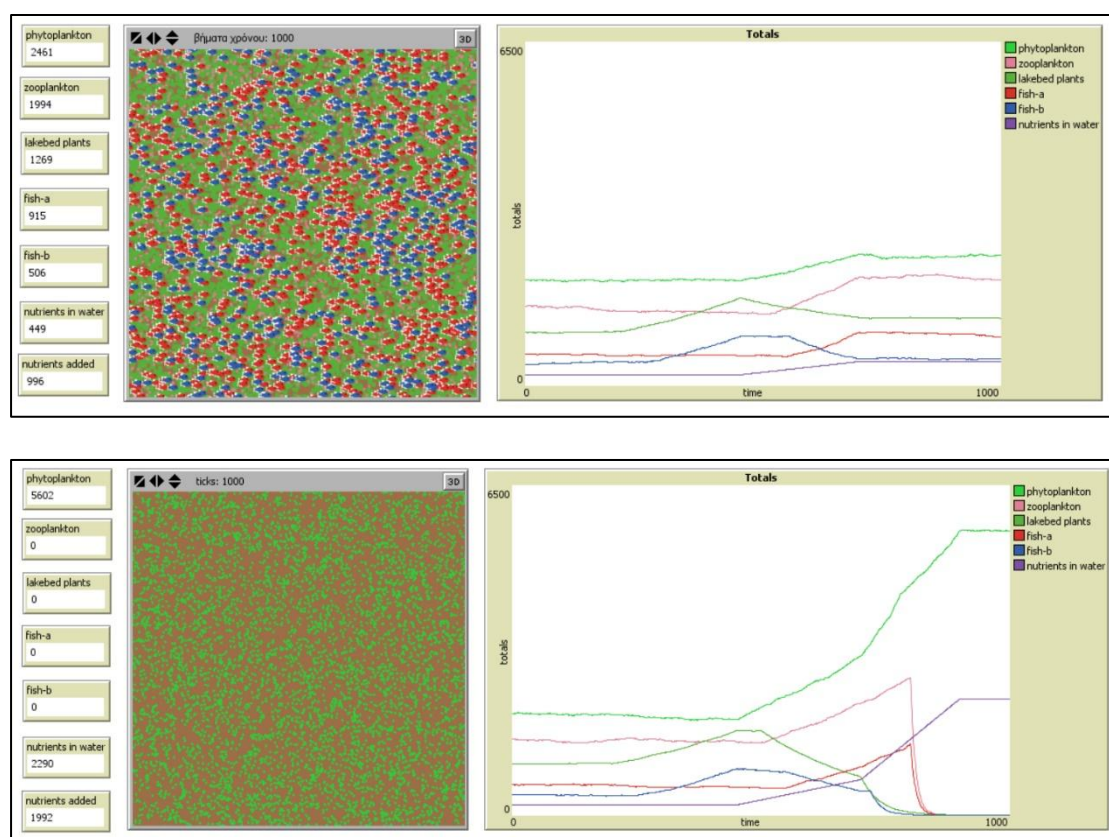 phytoplankton
2461
zooplankton
1994
lakebed plants
1269
fish-a
915
fish-b
506
nutrients in water
449
nutrients added
996
βήματα χρόνου: 1000
3D
Totals
6500
totals
0
0
time
1000
phytoplankton
zooplankton
lakebed plants
fish-a
fish-b
nutrients in water
phytoplankton
5602
zooplankton
0
lakebed plants
0
fish-a
0
fish-b
0
nutrients in water
2290
nutrients added
1992
ticks: 1000
3D
Totals
6500
totals
0
0
time
1000
phytoplankton
zooplankton
lakebed plants
fish-a
fish-b
nutrients in water